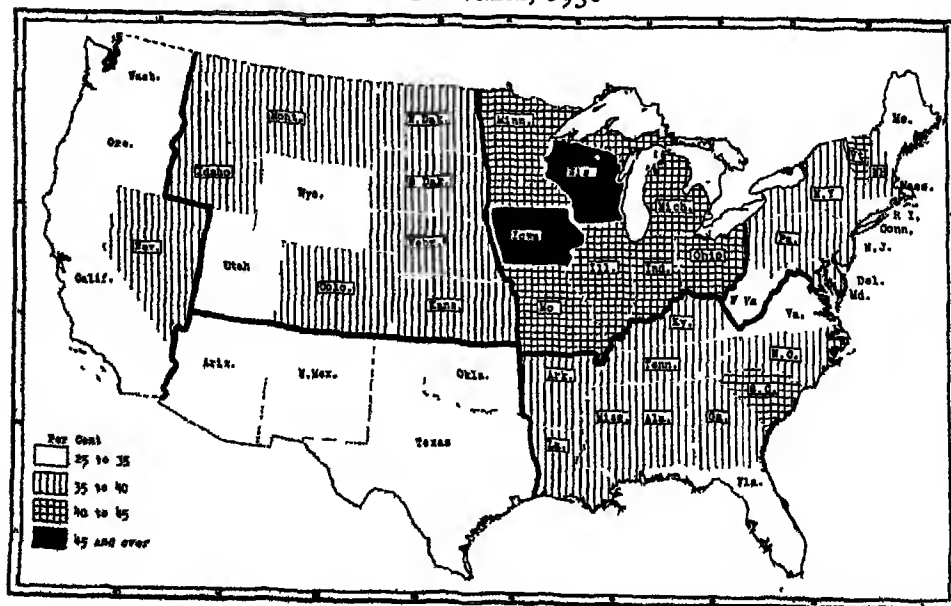 1930
Wash.
Mont.
N.Dak.
Minn.
Me.
Ore.
Idaho
S.Dak.
Wis
Vt.
NH
Mass.
Wyo.
Mich.
N.Y
R I.
Conn.
Nev.
Nebr.
Iowa
Pa.
N.J.
Calif.
Utah
Colo.
Ill.
Ind.
Ohio
Del.
Md.
Kans.
Mo
W Va
Va.
Ky.
Ariz.
N.Mex.
Okla.
Ark.
Tenn.
N.C.
S.C.
Texas
La.
Miss.
Ala.
Ga.
Fla.
Per Cent
25 to 35
35 to 40
40 to 45
45 and over